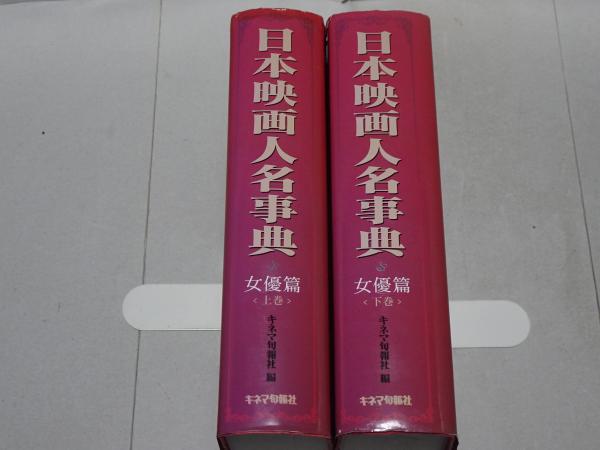 日本映画人名事典
女優篇
<上巻>
キネマ旬報社 編
キネマ旬報社
日本映画人名事典
女優篇
<下巻>
キネマ旬報社 編
キネマ旬報社